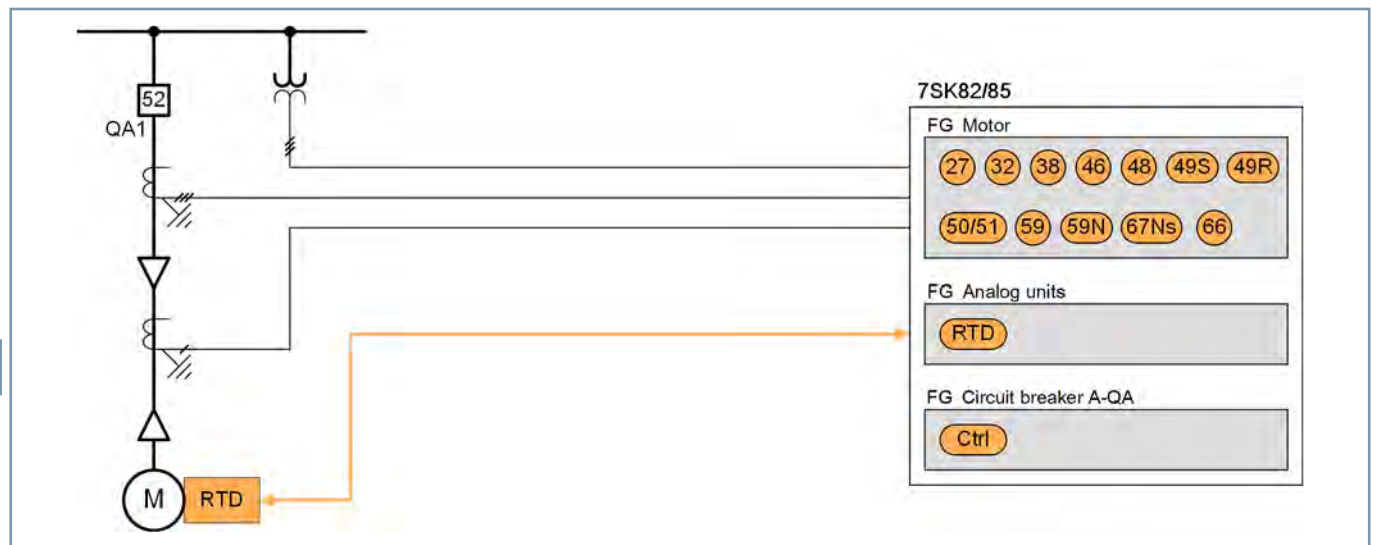 52
QA1
7SK82/85
FG Motor
27 32 38 46 48 49S 49R
50/51 59 59N 67Ns 66
FG Analog units
RTD
FG Circuit breaker A-QA
Ctrl
M RTD